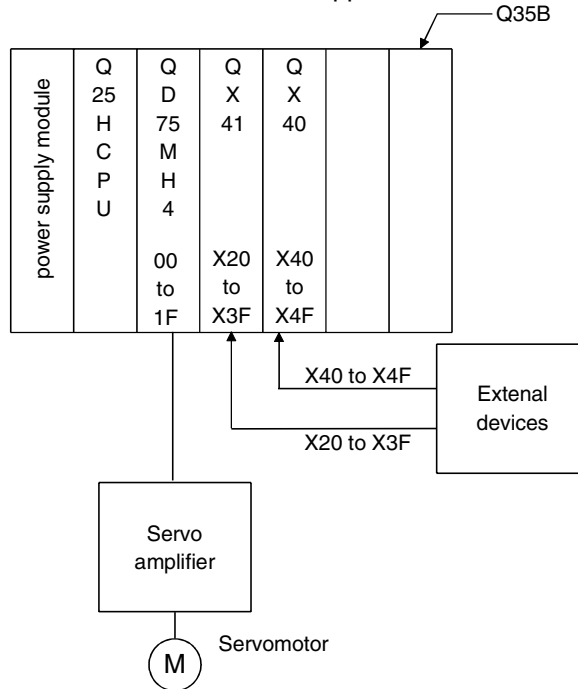 Q35B
power supply module
Q
25
H
C
P
U
Q
D
75
M
H
4
00
to
1F
Q
X
41
X20
to
X3F
Q
X
40
X40
to
X4F
X40 to X4F
X20 to X3F
Extenal
devices
Servo
amplifier
M
Servomotor